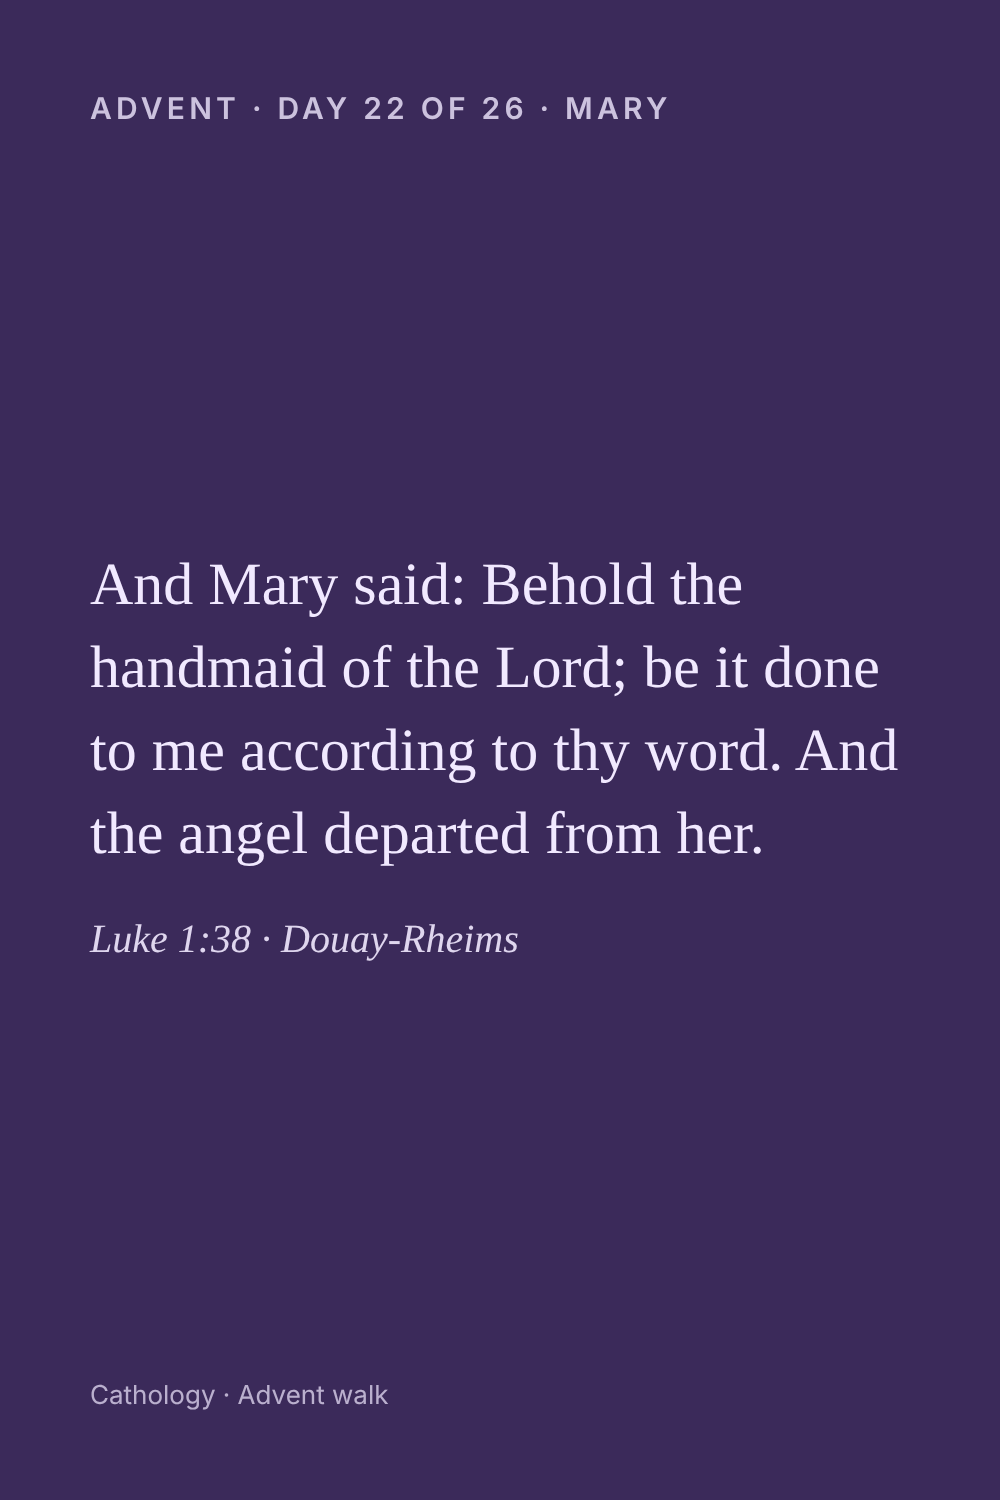 ADVENT · DAY 22 OF 26 · MARY
And Mary said: Behold the
handmaid of the Lord; be it done
to me according to thy word. And
the angel departed from her.
Luke 1:38 · Douay-Rheims
Cathology · Advent walk